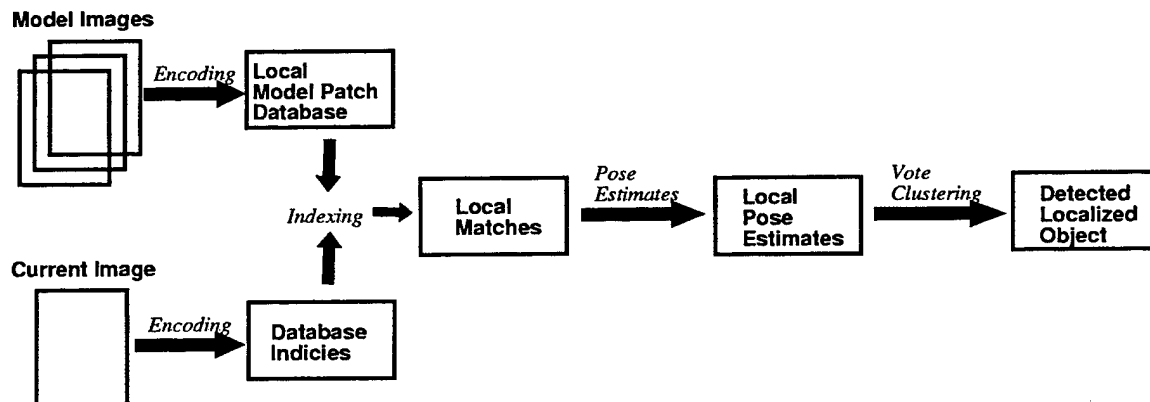 Model Images
Encoding
Local
Model Patch
Database
Indexing
Local
Matches
Pose
Estimates
Local
Pose
Estimates
Vote
Clustering
Detected
Localized
Object
Current Image
Encoding
Database
Indicies